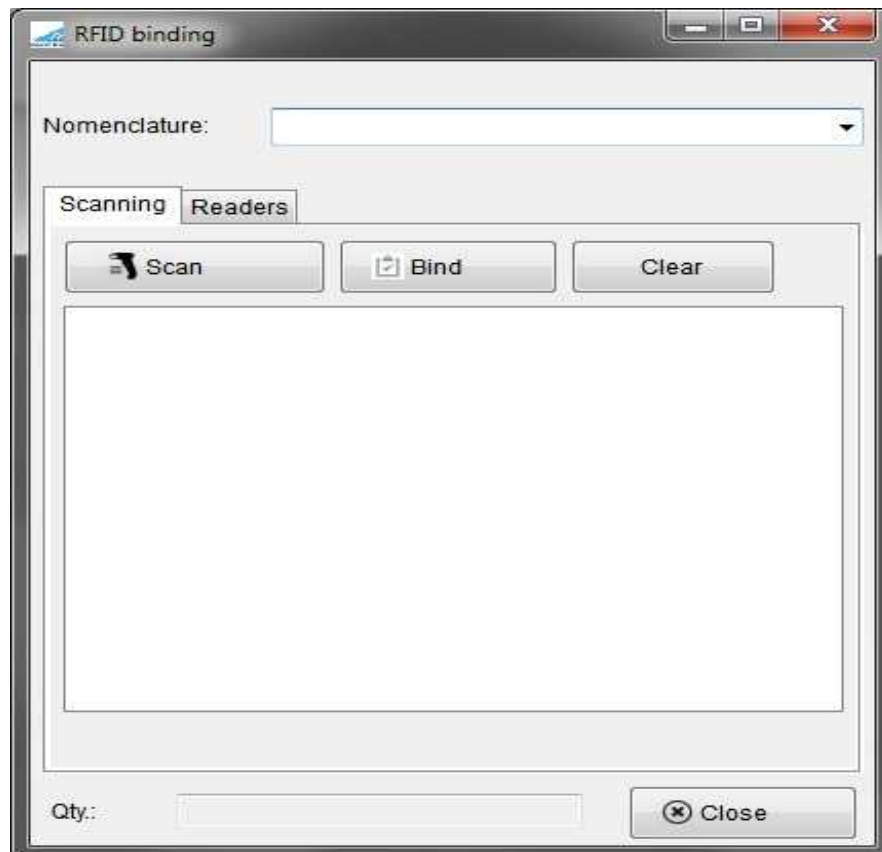 RFID binding
Nomenclature:
Scanning Readers
Scan Bind Clear
Qty.: Close